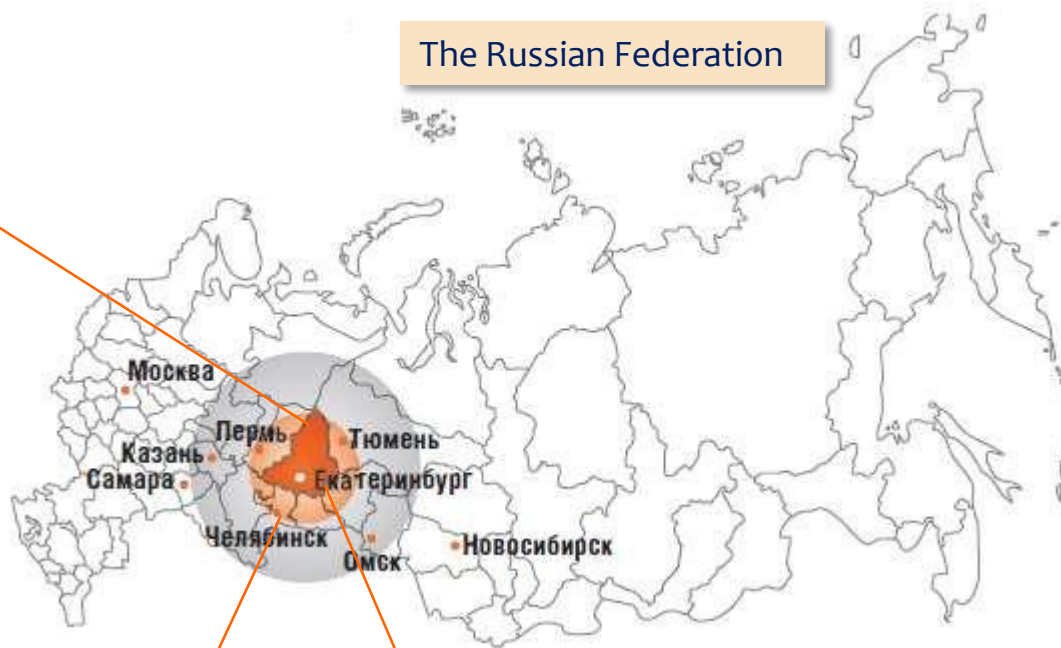 The Russian Federation
Москва
Пермь
Тюмень
Казань
Самара
Екатеринбург
Челябинск
Омск
Новосибирск